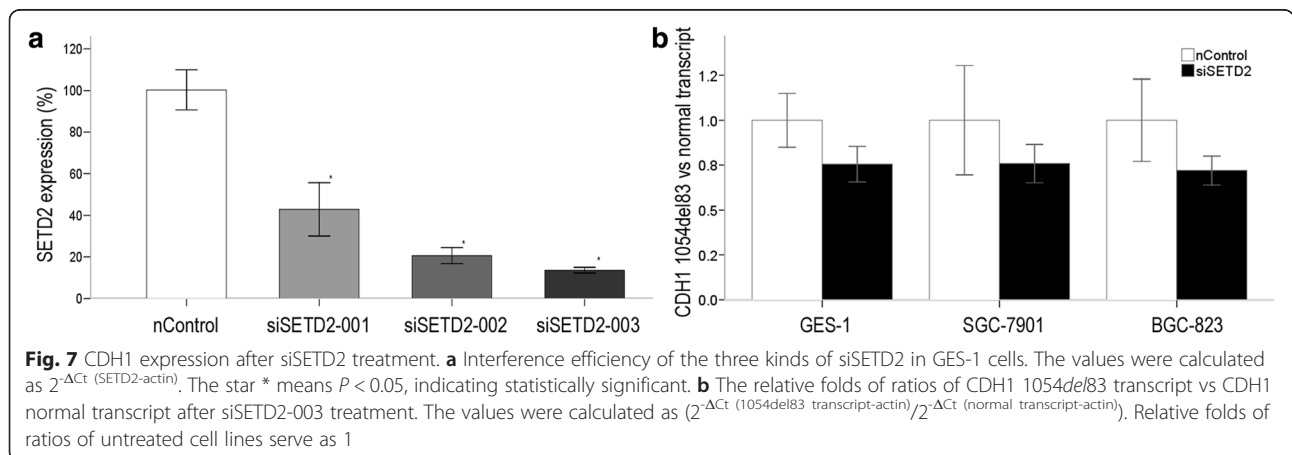 a
120
100
80
60
40
20
0
SETD2 expression (%)
*
*
*
nControl siSETD2-001 siSETD2-002 siSETD2-003
b
nControl
siSETD2
1.2
1.0
0.8
0.5
0.2
0.0
CDH1 1054del83 vs normal transcript
GES-1 SGC-7901 BGC-823
Fig. 7 CDH1 expression after siSETD2 treatment. a Interference efficiency of the three kinds of siSETD2 in GES-1 cells. The values were calculated
as 2-ΔCt (SETD2-actin). The star * means P < 0.05, indicating statistically significant. b The relative folds of ratios of CDH1 1054del83 transcript vs CDH1
normal transcript after siSETD2-003 treatment. The values were calculated as (2-ΔCt (1054del83 transcript-actin)/2-ΔCt (normal transcript-actin)). Relative folds of
ratios of untreated cell lines serve as 1